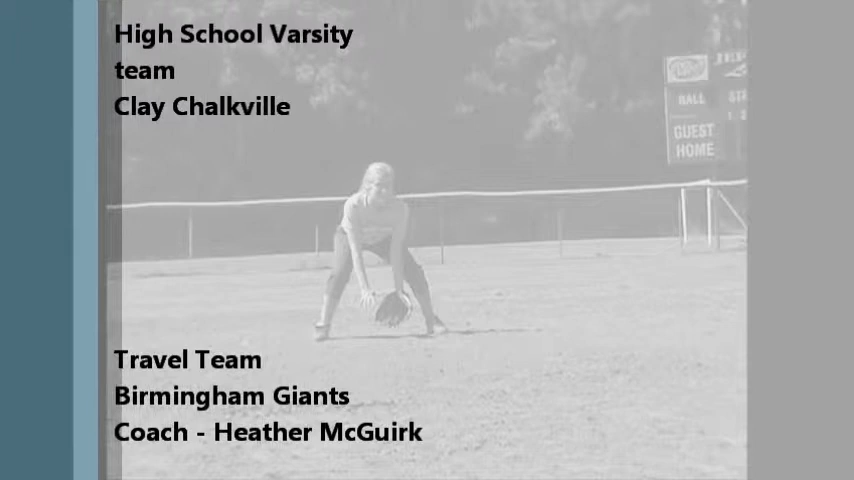 High School Varsity
team
Clay Chalkville
BALL
GUEST
HOME
Travel Team
Birmingham Giants
Coach - Heather McGuirk